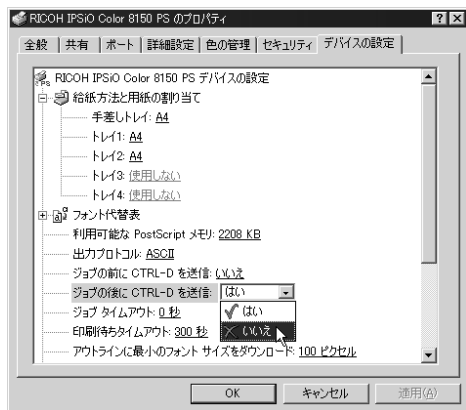 RICOH IPSiO Color 8150 PS のプロパティ
全般 共有 ポート 詳細設定 色の管理 セキュリティ デバイスの設定
RICOH IPSiO Color 8150 PS デバイスの設定
給紙方法と用紙の割り当て
手差しトレイ: A4
トレイ1: A4
トレイ2: A4
トレイ3: 使用しない
トレイ4: 使用しない
フォント代替表
利用可能な PostScript メモリ: 2208 KB
出力プロトコル: ASCII
ジョブの前に CTRL-D を送信: いいえ
ジョブの後に CTRL-D を送信: はい
はい
ジョブ タイムアウト: 0 秒
いいえ
印刷待ちタイムアウト: 300 秒
アウトラインに最小のフォント サイズをダウンロード: 100 ピクセル
OK キャンセル 適用(A)